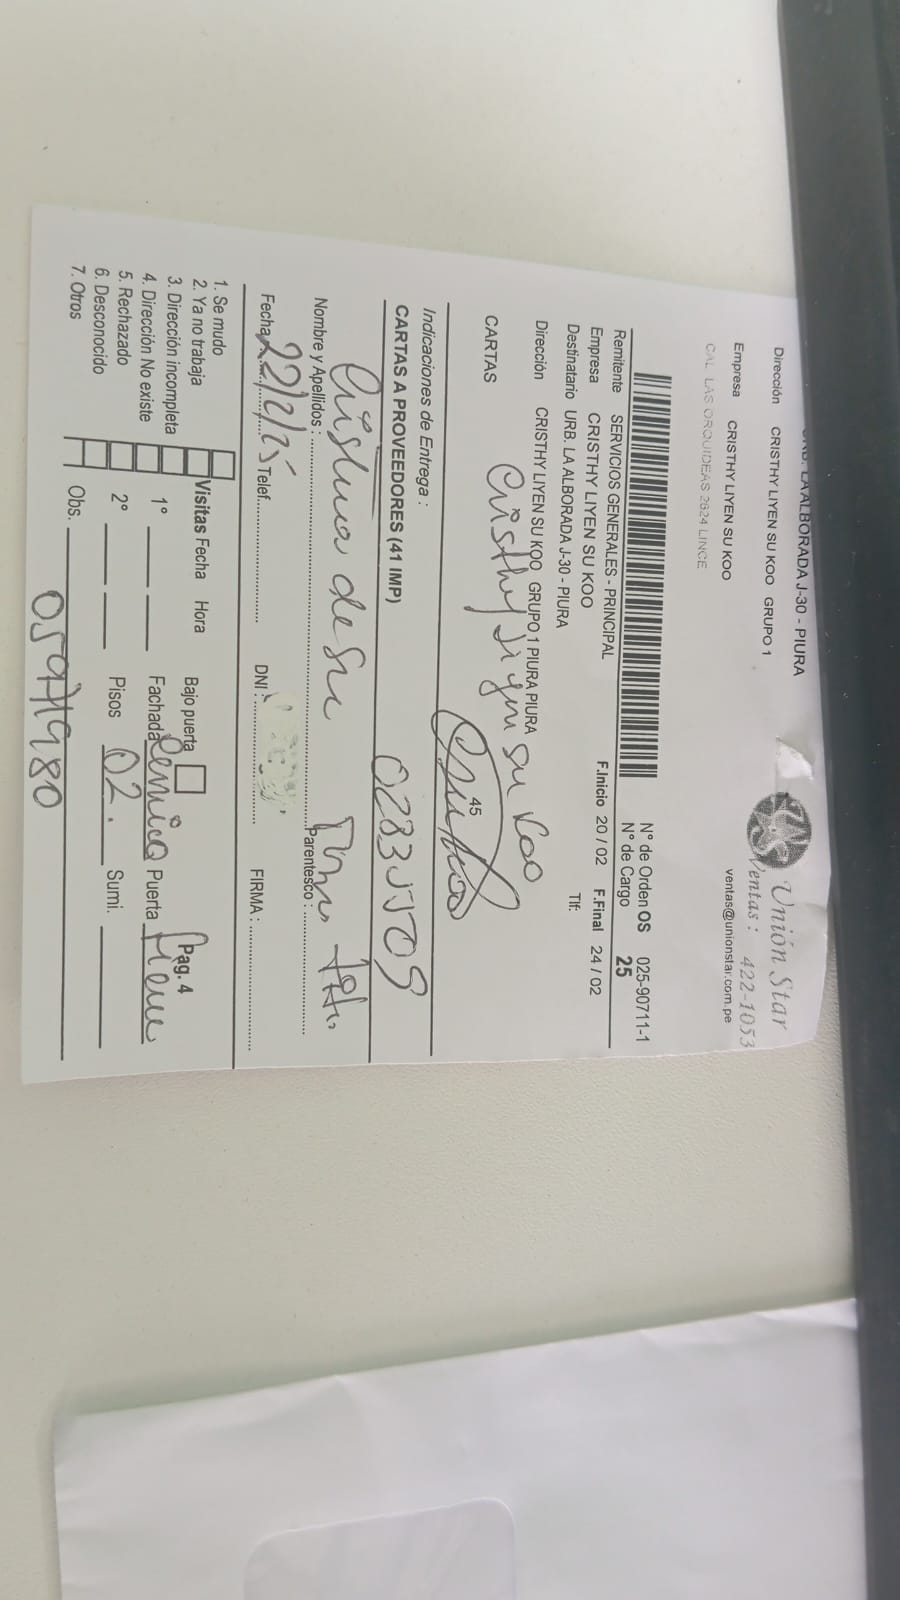 URB. LA ALBORADA J-30 - PIURA
Dirección CRISTHY LIYEN SU KOO GRUPO 1
Empresa CRISTHY LIYEN SU KOO
CAL LAS ORQUIDEAS 2624 LINCE
Unión Star
Ventas: 422-1053
ventas@unionstar.com.pe
N° de Orden OS 025-90711-1
N° de Cargo 25
Remitente SERVICIOS GENERALES - PRINCIPAL
F.Inicio 20 / 02 F.Final 24 / 02
Empresa CRISTHY LIYEN SU KOO
Destinatario URB. LA ALBORADA J-30 - PIURA
Tlf:
Dirección CRISTHY LIYEN SU KOO GRUPO 1 PIURA PIURA
CARTAS
Cristhy Su Koo
45
Indicaciones de Entrega :
CARTAS A PROVEEDORES (41 IMP)
de Su
Nombre y Apellidos : Parentesco :
Fecha 22/2/25 Telef. DNI : FIRMA :
1. Se mudo
2. Ya no trabaja
3. Dirección incompleta
4. Dirección No existe
5. Rechazado
6. Desconocido
7. Otros
Visitas Fecha Hora
1°
2°
Obs. 05971980
Bajo puerta
Pag. 4
Fachada Puerta
Pisos 02. Sumi.